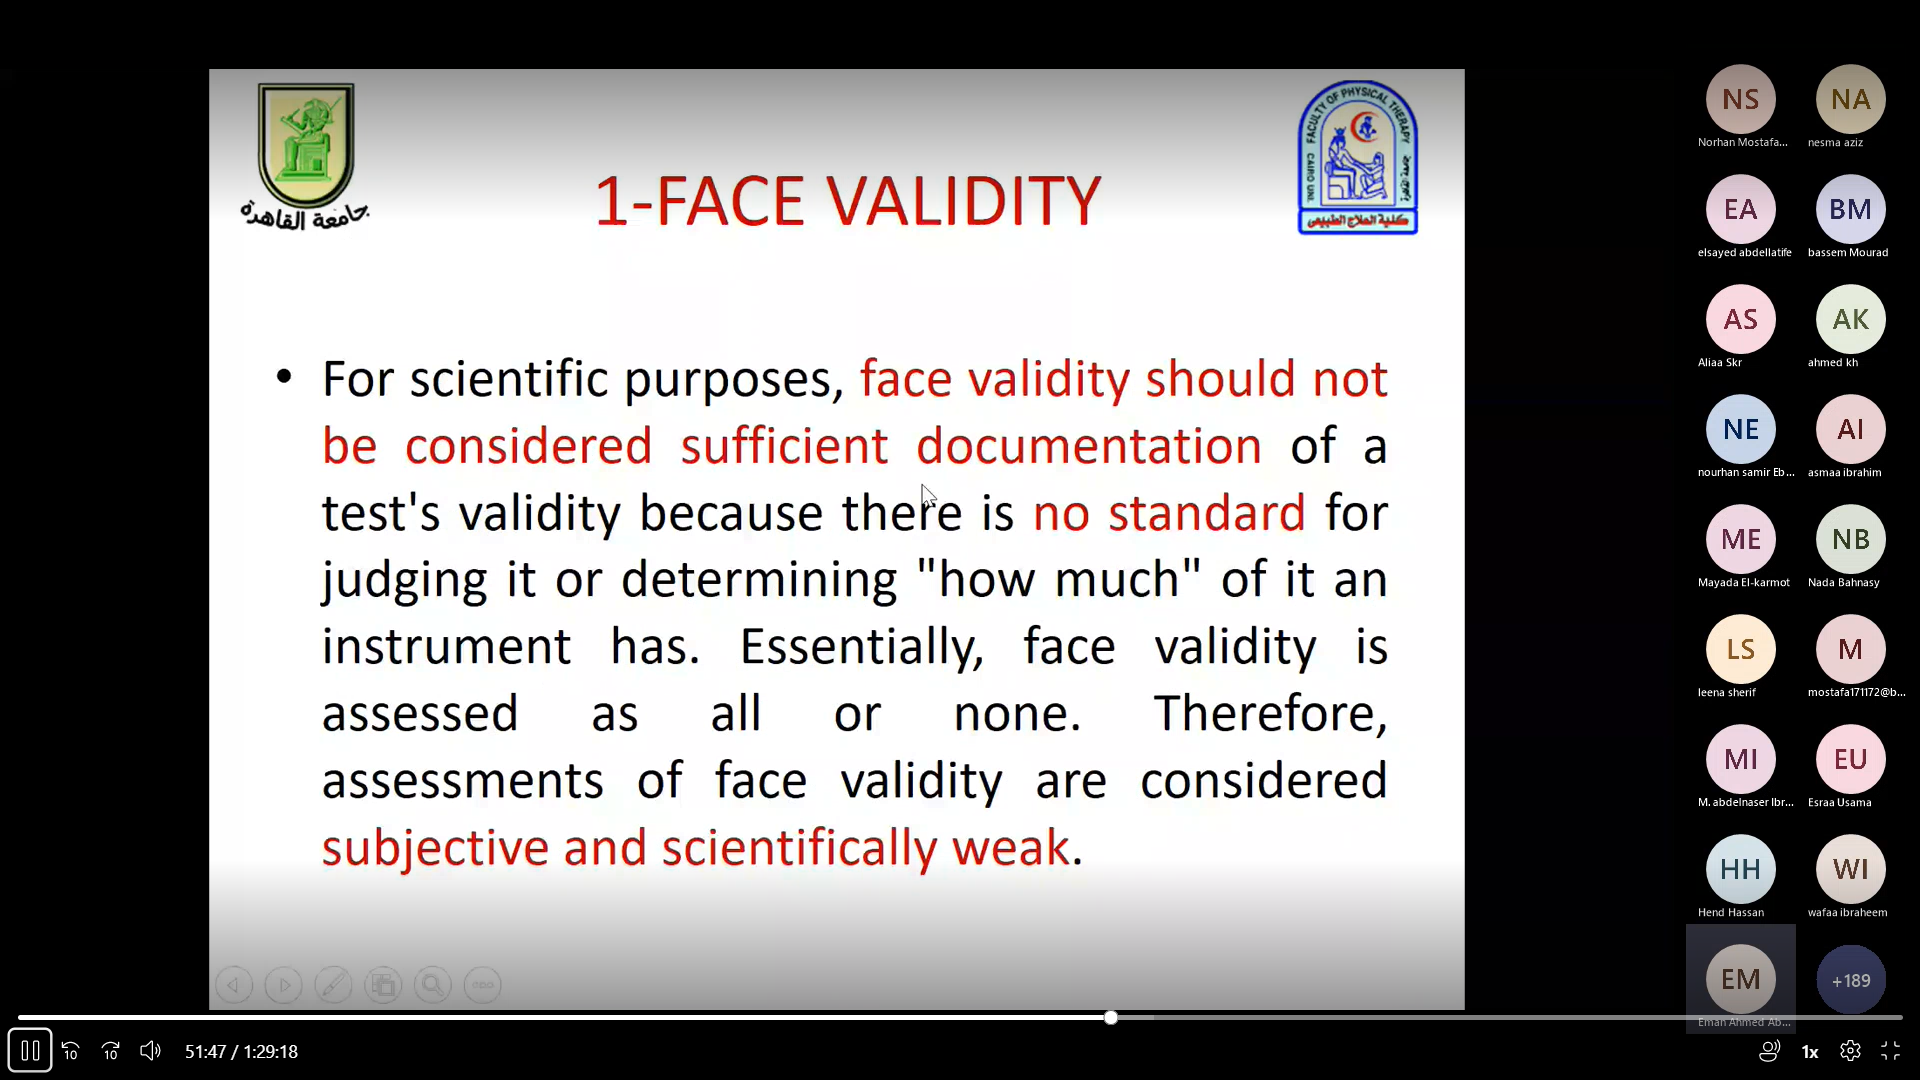 جامعة القاهرة
FACULTY OF PHYSICAL THERAPY
CAIRO UNI.
كلية العلاج الطبيعى
1-FACE VALIDITY
• For scientific purposes, face validity should not
be considered sufficient documentation of a
test's validity because there is no standard for
judging it or determining "how much" of it an
instrument has. Essentially, face validity is
assessed as all or none. Therefore,
assessments of face validity are considered
subjective and scientifically weak.
NS
Norhan Mostafa...
NA
nesma aziz
EA
elsayed abdellatife
BM
bassem Mourad
AS
Aliaa Skr
AK
ahmed kh
NE
nourhan samir Eb...
AI
asmaa ibrahim
ME
Mayada El-karmot
NB
Nada Bahnasy
LS
leena sherif
M
mostafa171172@b...
MI
M. abdelnaser Ibr...
EU
Esraa Usama
HH
Hend Hassan
WI
wafaa ibraheem
EM
Eman Ahmed Ab...
+189
10
10
51:47 / 1:29:18
1x